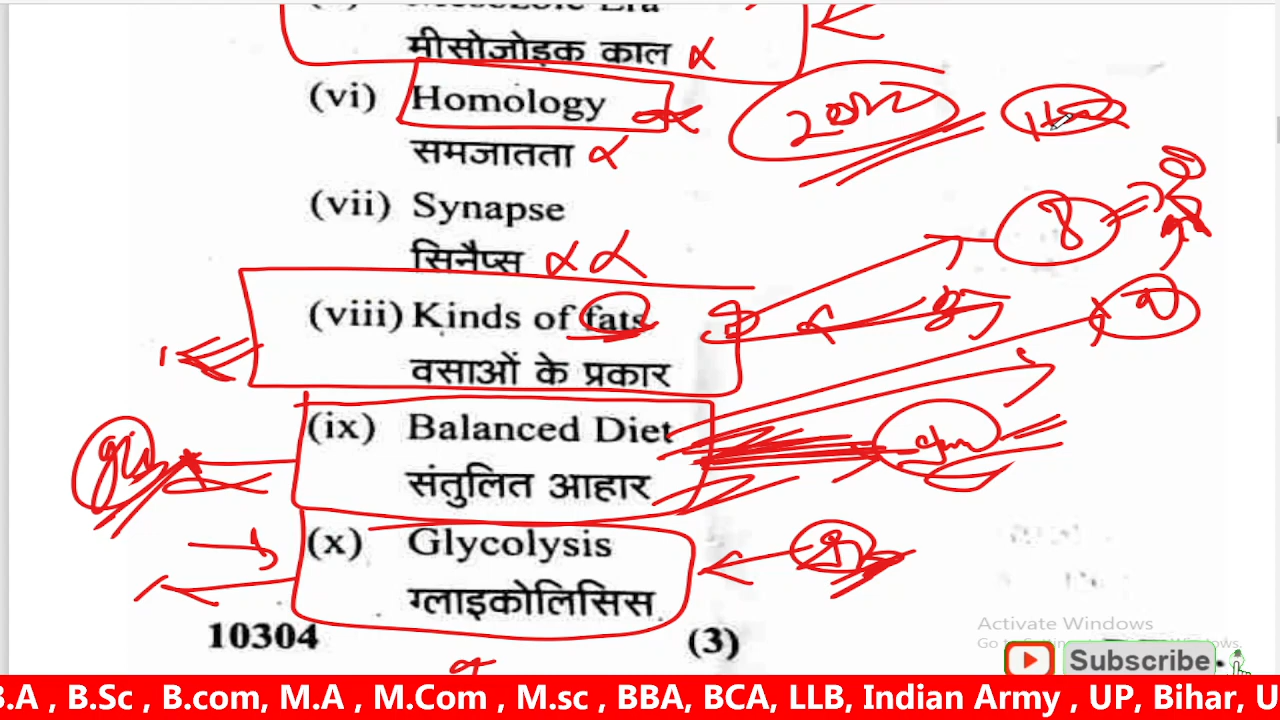 मीसोजोइक काल
(vi) Homology
समजातता
(vii) Synapse
सिनैप्स
(viii) Kinds of fats
वसाओं के प्रकार
(ix) Balanced Diet
संतुलित आहार
(x) Glycolysis
ग्लाइकोलिसिस
10304 (3)
Activate Windows
Subscribe
B.A , B.Sc , B.com, M.A , M.Com , M.sc , BBA, BCA, LLB, Indian Army , UP, Bihar, U